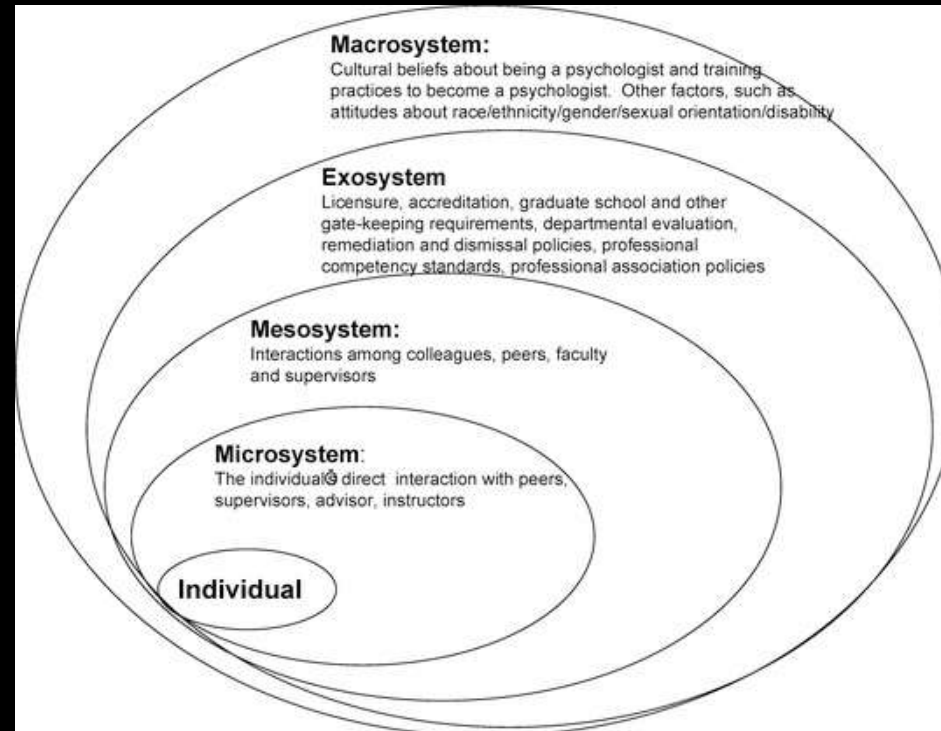 Macrosystem:
Cultural beliefs about being a psychologist and training
practices to become a psychologist. Other factors, such as
attitudes about race/ethnicity/gender/sexual orientation/disability
Exosystem
Licensure, accreditation, graduate school and other
gate-keeping requirements, departmental evaluation,
remediation and dismissal policies, professional
competency standards, professional association policies
Mesosystem:
Interactions among colleagues, peers, faculty
and supervisors
Microsystem:
The direct interaction with peers,
supervisors, advisor, instructors
Individual